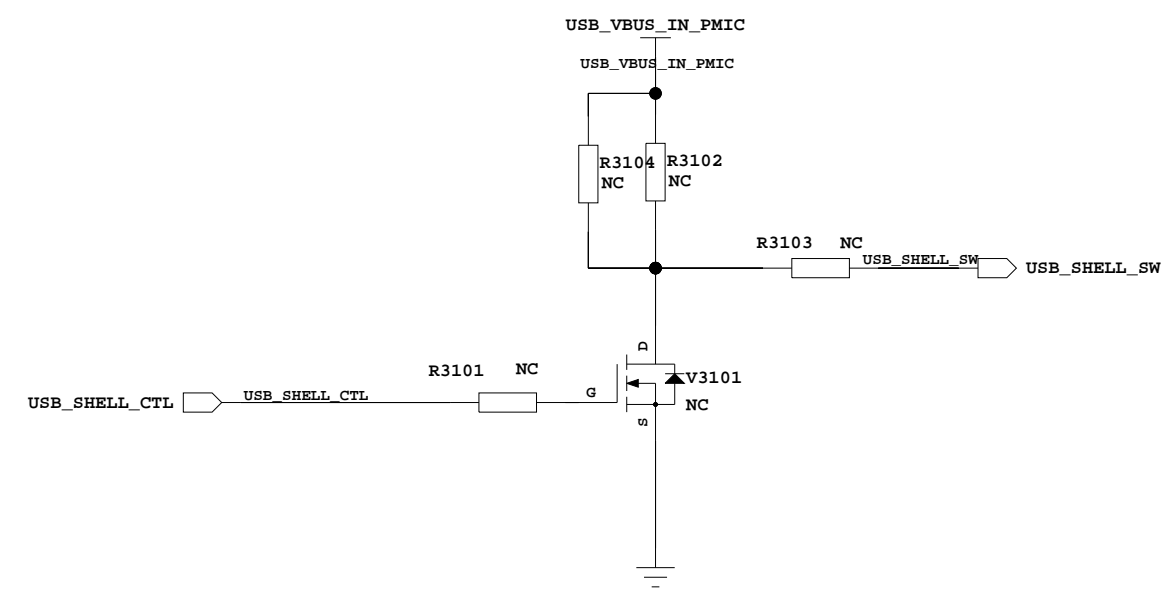 USB_VBUS_IN_PMIC
USB_VBUS_IN_PMIC
R3104
NC
R3102
NC
R3103 NC
USB_SHELL_SW
USB_SHELL_SW
D
R3101 NC
V3101
NC
G
S
USB_SHELL_CTL
USB_SHELL_CTL